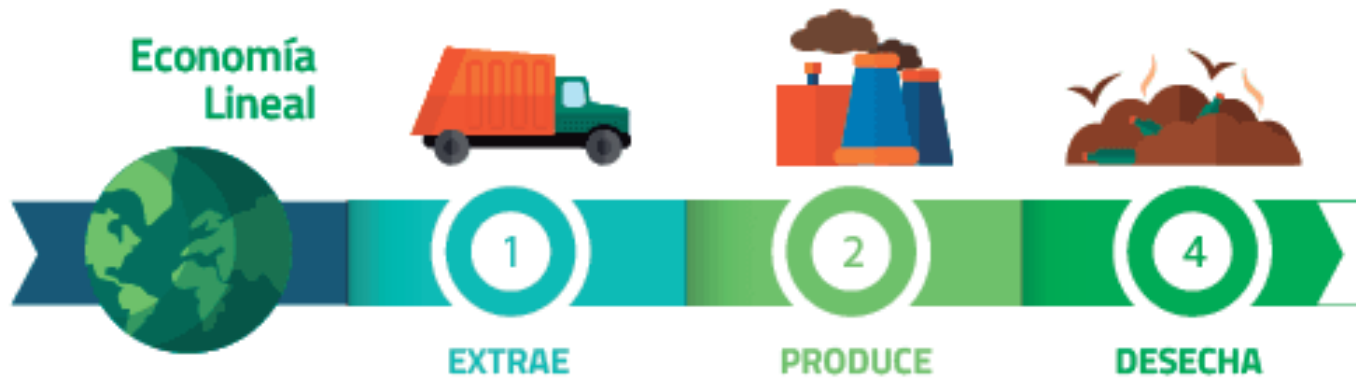 Economía
Lineal
1
2
4
EXTRAE
PRODUCE
DESECHA